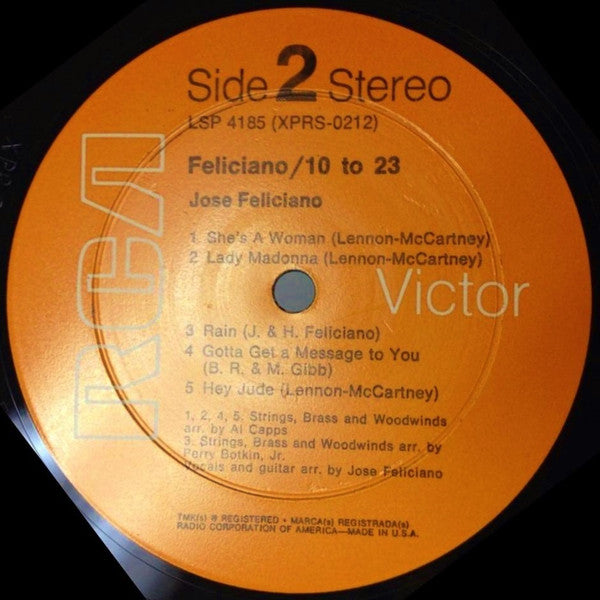 Side 2 Stereo
LSP 4185 (XPRS-0212)
Feliciano/10 to 23
Jose Feliciano
1 She's A Woman (Lennon-McCartney)
2 Lady Madonna (Lennon-McCartney)
RCA
Victor
3 Rain (J. & H. Feliciano)
4 Gotta Get a Message to You
(B. R. & M. Gibb)
5 Hey Jude (Lennon-McCartney)
1, 2, 4, 5. Strings, Brass and Woodwinds
arr. by Al Capps
3. Strings, Brass and Woodwinds arr. by
Perry Botkin, Jr.
Vocals and guitar arr. by Jose Feliciano
TMK(s) ® REGISTERED • MARCA(s) REGISTRADA(s)
RADIO CORPORATION OF AMERICA—MADE IN U.S.A.